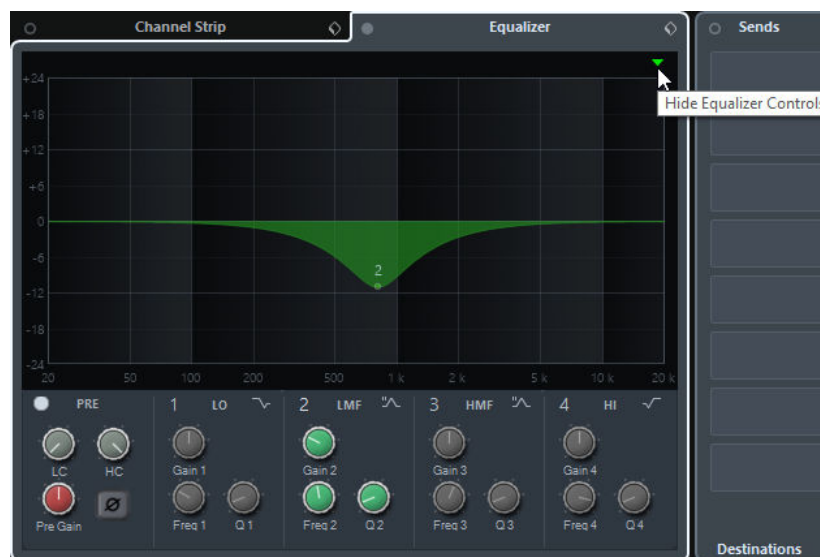 Channel Strip
Equalizer
Sends
Hide Equalizer Controls
+24
+18
+12
+6
0
-6
-12
-18
-24
2
20 50 100 200 500 1 k 2 k 5 k 10 k 20 k
PRE 1 LO 2 LMF 3 HMF 4 HI
LC HC Gain 1 Gain 2 Gain 3 Gain 4
Pre Gain Ø Freq 1 Q 1 Freq 2 Q 2 Freq 3 Q 3 Freq 4 Q 4
Destinations